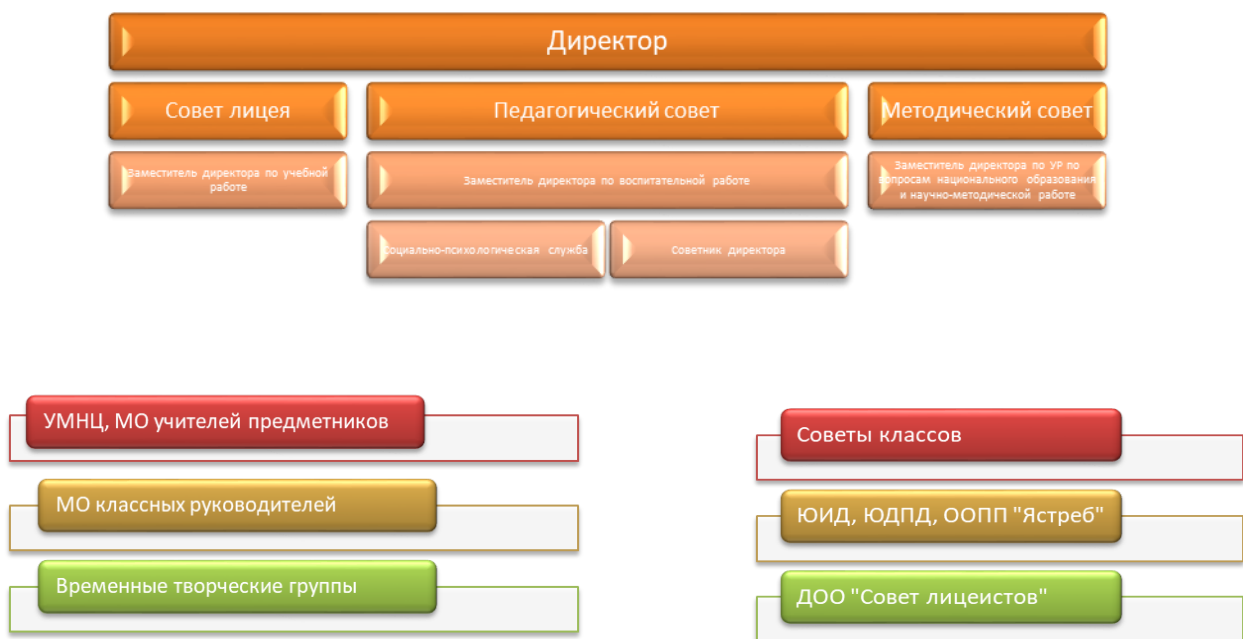 Директор
Совет лицея
Педагогический совет
Методический совет
Заместитель директора по учебной
работе
Заместитель директора по воспитательной работе
Заместитель директора по УР по
вопросам национального образования
и научно-методической работе
Социально-психологическая служба
Советник директора
УМНЦ, МО учителей предметников
МО классных руководителей
Временные творческие группы
Советы классов
ЮИД, ЮДПД, ООПП "Ястреб"
ДОО "Совет лицеистов"